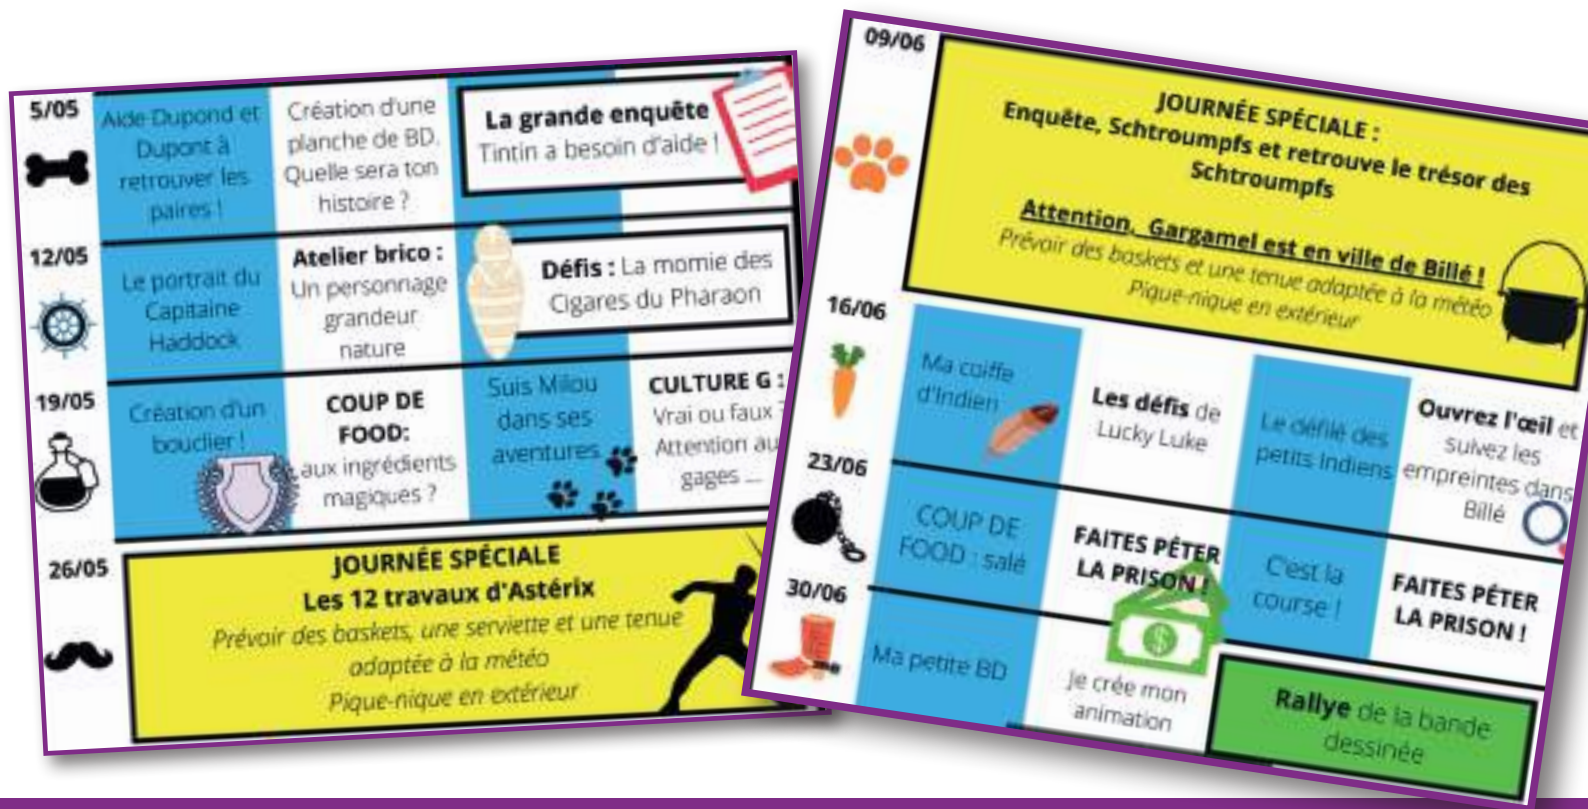 5/05
Aide Dupond et
Dupont à
retrouver les
paires !
Création d'une
planche de BD.
Quelle sera ton
histoire ?
La grande enquête
Tintin a besoin d'aide !
12/05
Le portrait du
Capitaine
Haddock
Atelier brico :
Un personnage
grandeur
nature
Défis : La momie des
Cigares du Pharaon
19/05
Création d'un
bouclier !
COUP DE
FOOD:
aux ingrédients
magiques ?
Suis Milou
dans ses
aventures
CULTURE G :
Vrai ou faux ?
Attention au
gages ...
26/05
JOURNÉE SPÉCIALE
Les 12 travaux d'Astérix
Prévoir des baskets, une serviette et une tenue
adaptée à la météo
Pique-nique en extérieur
09/06
JOURNÉE SPÉCIALE :
Enquête, Schtroumpfs et retrouve le trésor des
Schtroumpfs
Attention, Gargamel est en ville de Billé !
Prévoir des baskets et une tenue adaptée à la météo
Pique-nique en extérieur
16/06
Ma coiffe
d'Indien
Les défis de
Lucky Luke
Le défilé des
petits Indiens
Ouvrez l'œil et
suivez les
empreintes dans
Billé
23/06
COUP DE
FOOD : salé
FAITES PÉTER
LA PRISON !
C'est la
course !
FAITES PÉTER
LA PRISON !
30/06
Ma petite BD
Je crée mon
animation
Rallye de la bande
dessinée